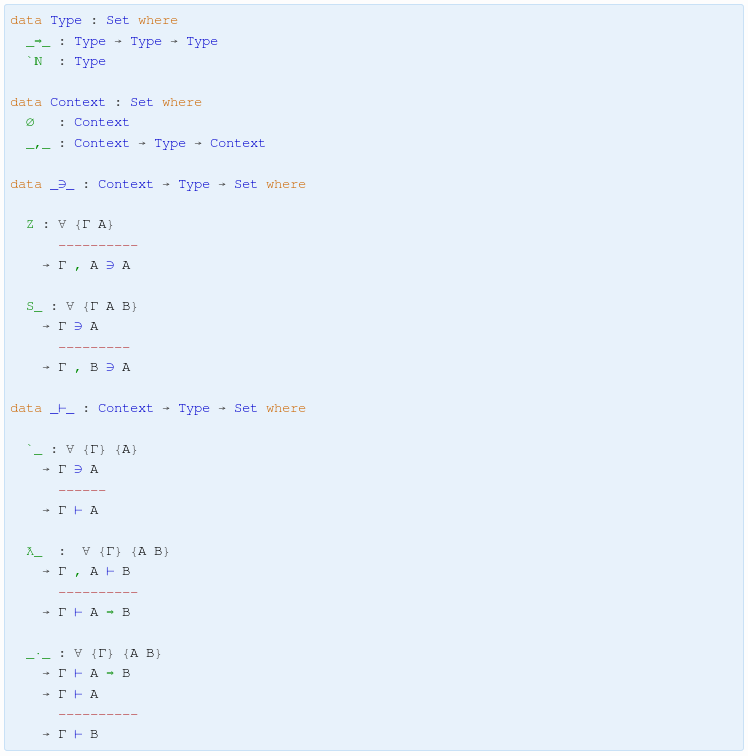 data Type : Set where
  _⇒_ : Type → Type → Type
  `ℕ  : Type

data Context : Set where
  ∅   : Context
  _,_ : Context → Type → Context

data _∋_ : Context → Type → Set where

  Z : ∀ {Γ A}
      ----------
    → Γ , A ∋ A

  S_ : ∀ {Γ A B}
    → Γ ∋ A
      ---------
    → Γ , B ∋ A

data _⊢_ : Context → Type → Set where

  `_ : ∀ {Γ} {A}
    → Γ ∋ A
      ------
    → Γ ⊢ A

  ƛ_  :  ∀ {Γ} {A B}
    → Γ , A ⊢ B
      ----------
    → Γ ⊢ A ⇒ B

  _·_ : ∀ {Γ} {A B}
    → Γ ⊢ A ⇒ B
    → Γ ⊢ A
      ----------
    → Γ ⊢ B